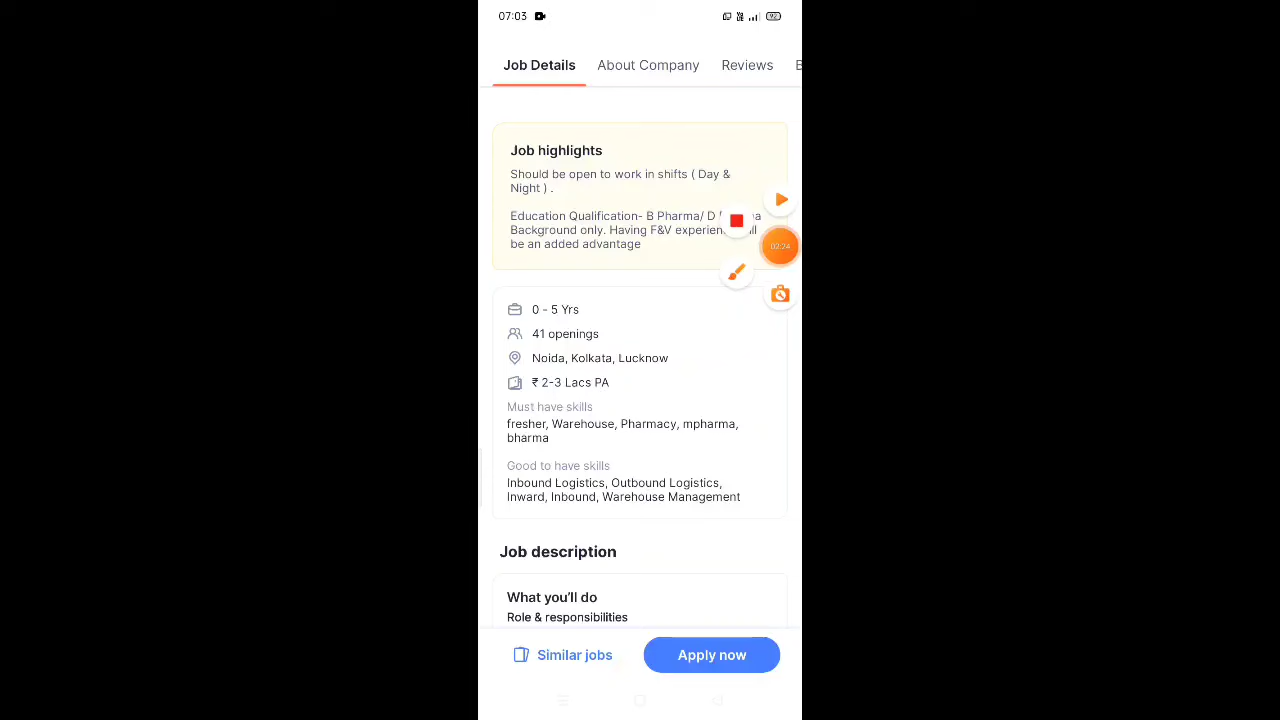 07:03
92
Job Details About Company Reviews B
Job highlights
Should be open to work in shifts ( Day &
Night ) .
Education Qualification- B Pharma/ D
Background only. Having F&V
be an added advantage
02:24
0 - 5 Yrs
41 openings
Noida, Kolkata, Lucknow
₹ 2-3 Lacs PA
Must have skills
fresher, Warehouse, Pharmacy, mpharma,
bharma
Good to have skills
Inbound Logistics, Outbound Logistics,
Inward, Inbound, Warehouse Management
Job description
What you'll do
Role & responsibilities
Similar jobs
Apply now